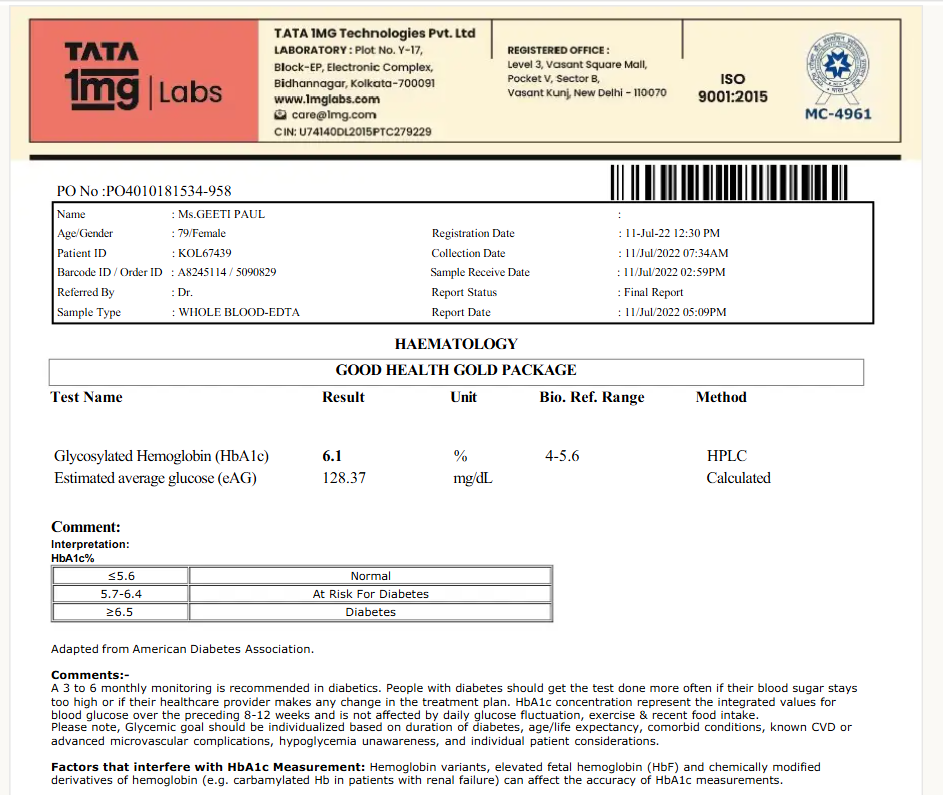 TATA
1mg | Labs
TATA 1MG Technologies Pvt. Ltd
LABORATORY : Plot No. Y-17,
Block-EP, Electronic Complex,
Bidhannagar, Kolkata-700091
www.1mglabs.com
care@1mg.com
CIN: U74140DL2015PTC279229
REGISTERED OFFICE :
Level 3, Vasant Square Mall,
Pocket V, Sector B,
Vasant Kunj, New Delhi - 110070
ISO
9001:2015
MC-4961
PO No :PO4010181534-958
Name : Ms.GEETI PAUL :
Age/Gender : 79/Female Registration Date : 11-Jul-22 12:30 PM
Patient ID : KOL67439 Collection Date : 11/Jul/2022 07:34AM
Barcode ID / Order ID : A8245114 / 5090829 Sample Receive Date : 11/Jul/2022 02:59PM
Referred By : Dr. Report Status : Final Report
Sample Type : WHOLE BLOOD-EDTA Report Date : 11/Jul/2022 05:09PM
HAEMATOLOGY
GOOD HEALTH GOLD PACKAGE
Test Name Result Unit Bio. Ref. Range Method
Glycosylated Hemoglobin (HbA1c) 6.1 % 4-5.6 HPLC
Estimated average glucose (eAG) 128.37 mg/dL Calculated
Comment:
Interpretation:
HbA1c%
≤5.6 Normal
5.7-6.4 At Risk For Diabetes
≥6.5 Diabetes
Adapted from American Diabetes Association.
Comments:-
A 3 to 6 monthly monitoring is recommended in diabetics. People with diabetes should get the test done more often if their blood sugar stays
too high or if their healthcare provider makes any change in the treatment plan. HbA1c concentration represent the integrated values for
blood glucose over the preceding 8-12 weeks and is not affected by daily glucose fluctuation, exercise & recent food intake.
Please note, Glycemic goal should be individualized based on duration of diabetes, age/life expectancy, comorbid conditions, known CVD or
advanced microvascular complications, hypoglycemia unawareness, and individual patient considerations.
Factors that interfere with HbA1c Measurement: Hemoglobin variants, elevated fetal hemoglobin (HbF) and chemically modified
derivatives of hemoglobin (e.g. carbamylated Hb in patients with renal failure) can affect the accuracy of HbA1c measurements.